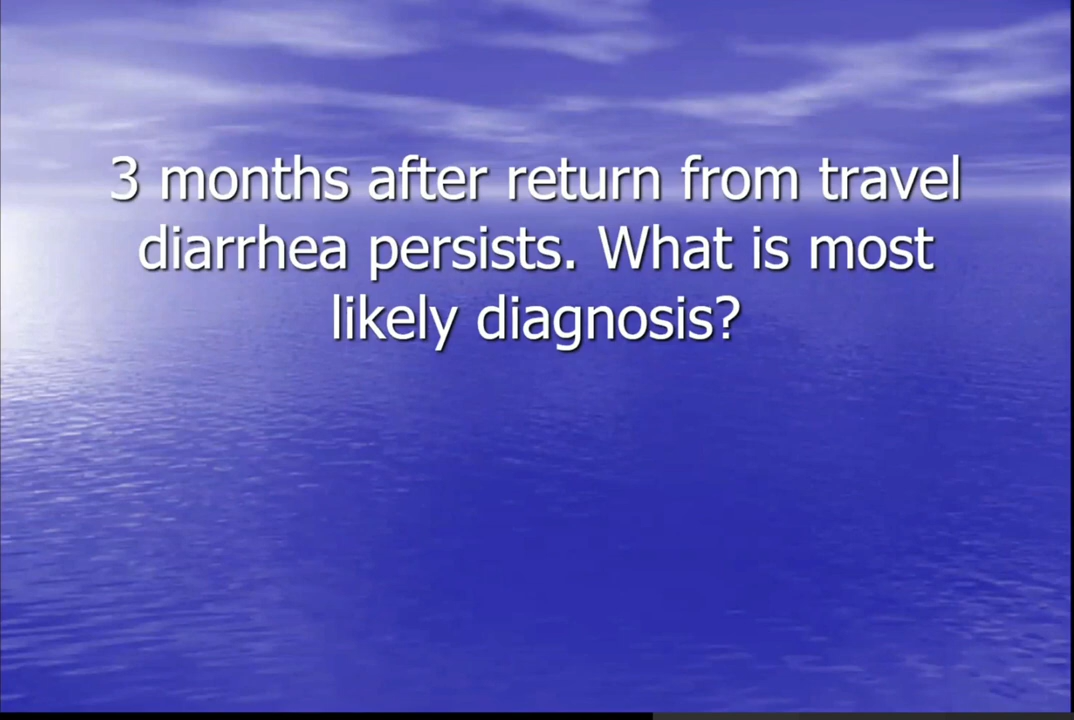 3 months after return from travel
diarrhea persists. What is most
likely diagnosis?